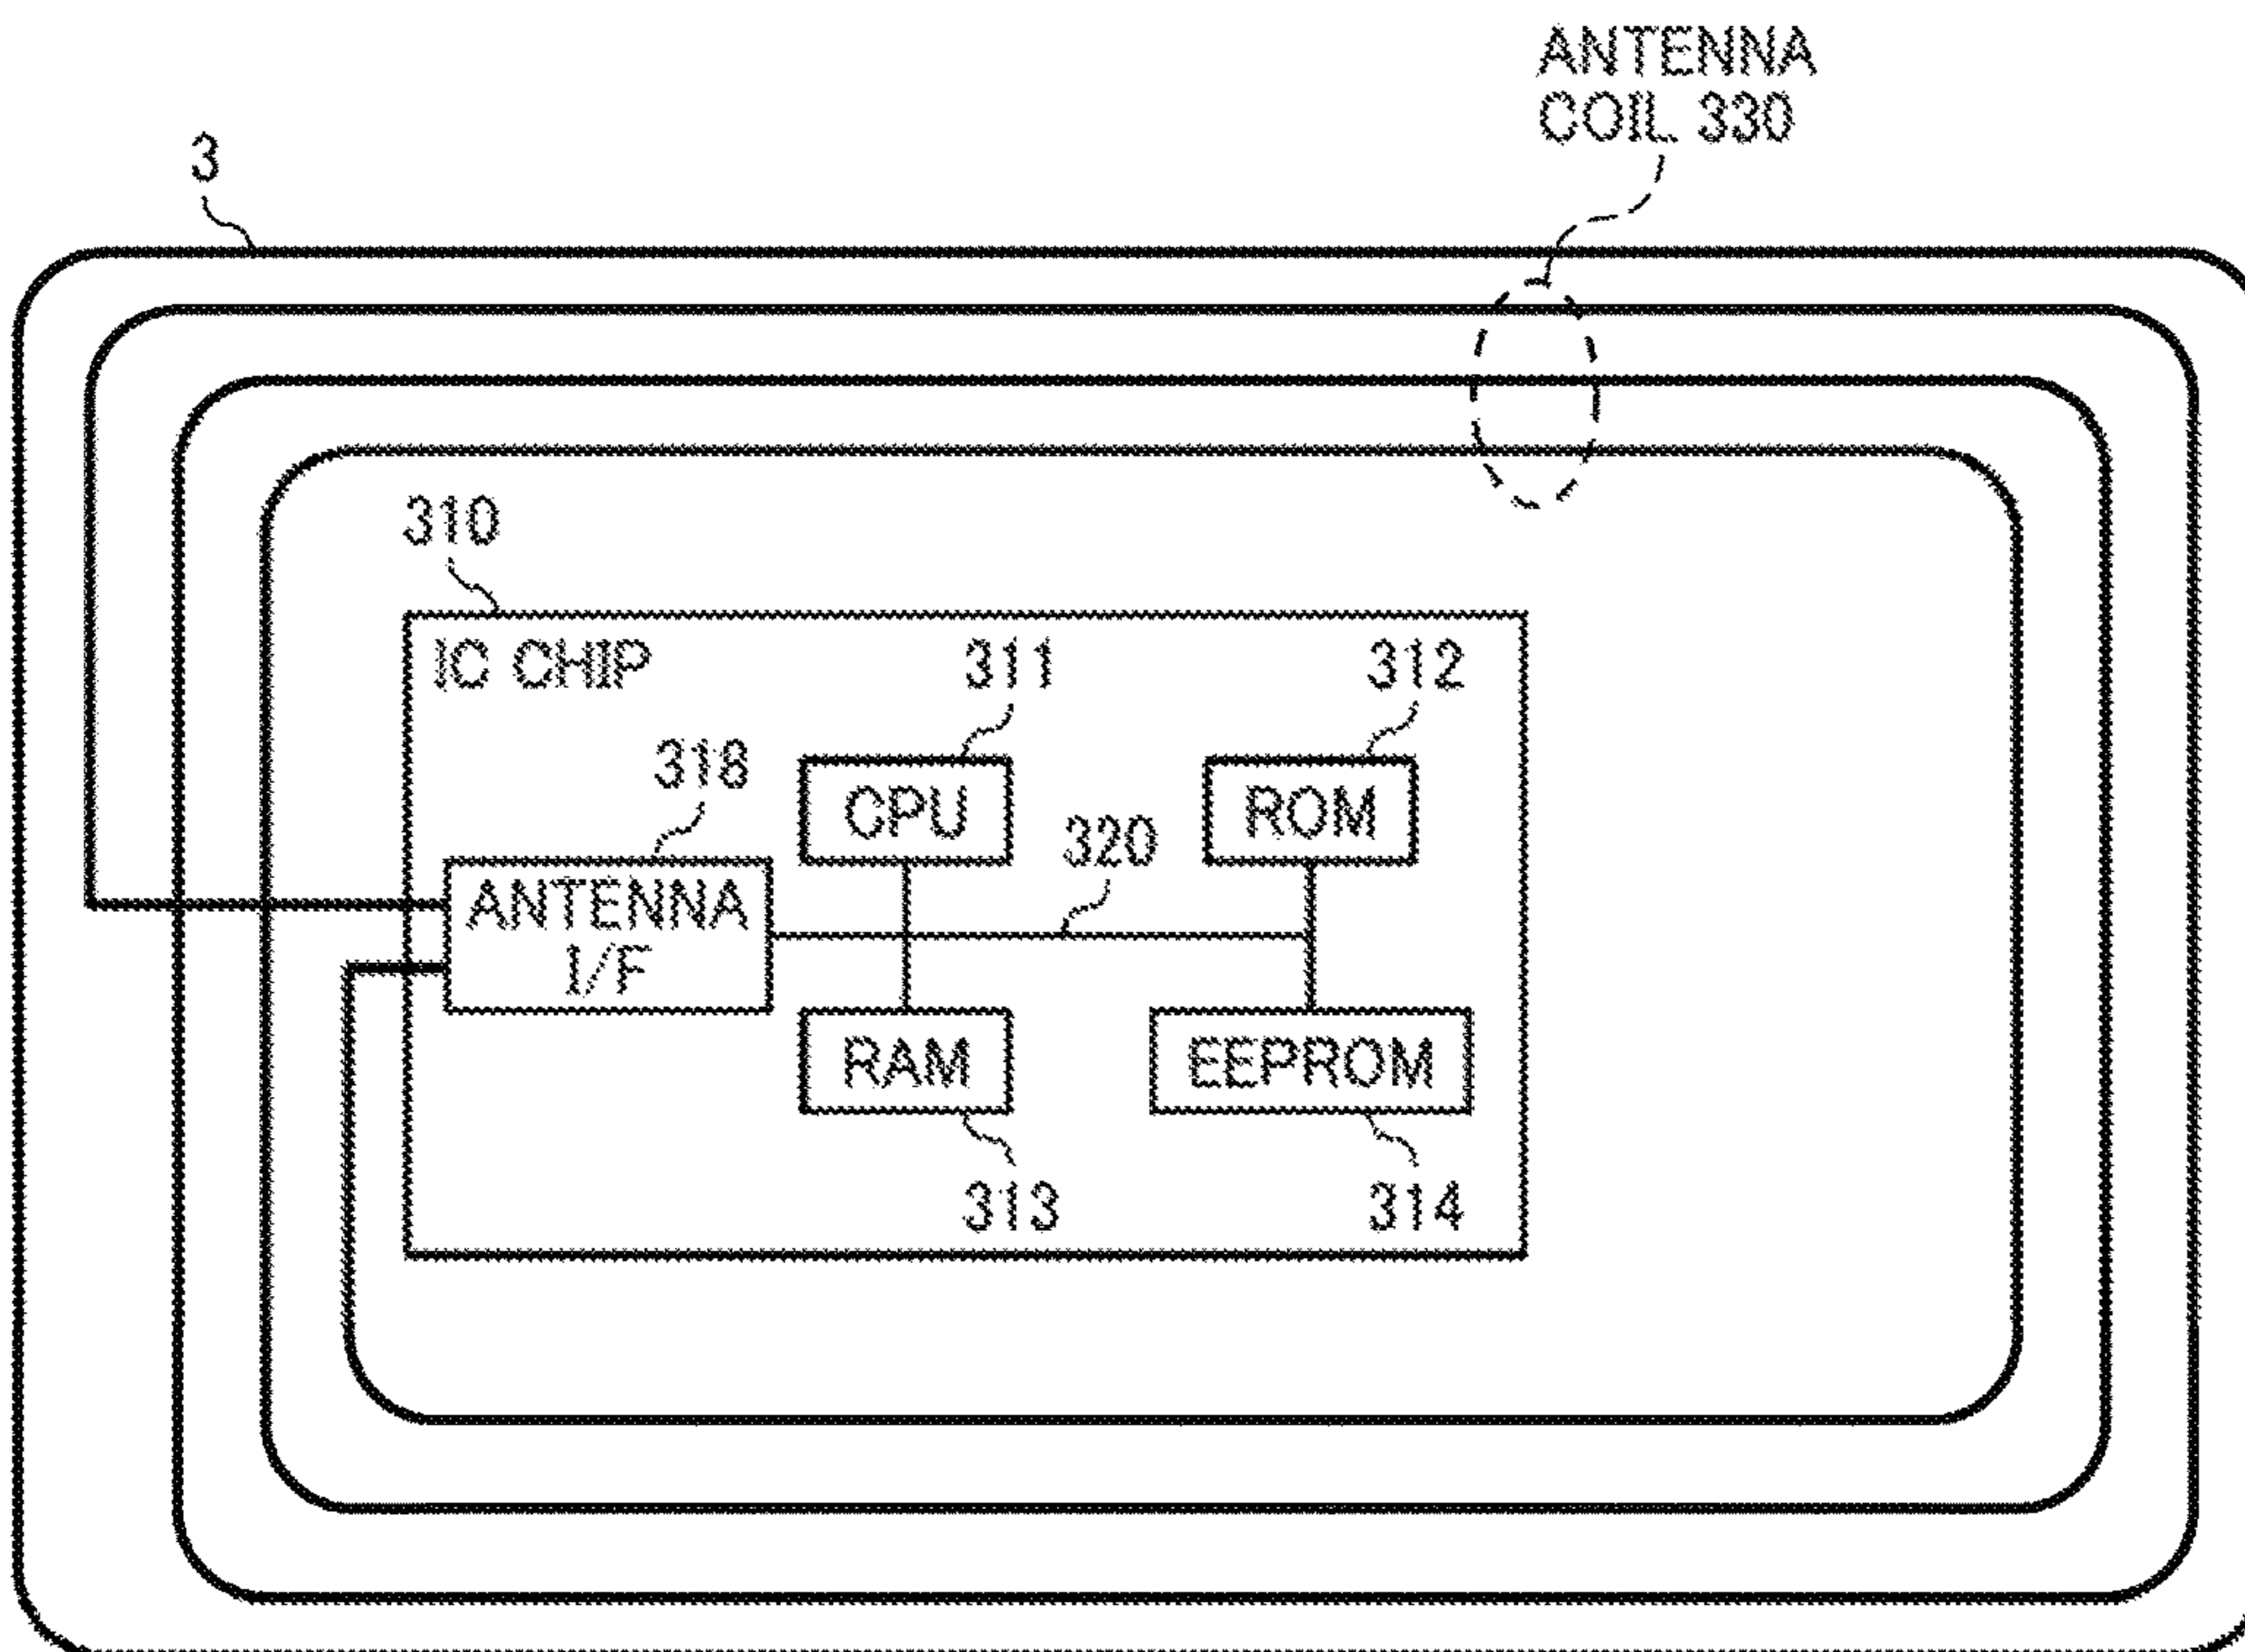 ANTENNA
COIL 330
3
310
IC CHIP
311
312
318
CPU
ROM
320
ANTENNA
I/F
RAM
EEPROM
313
314